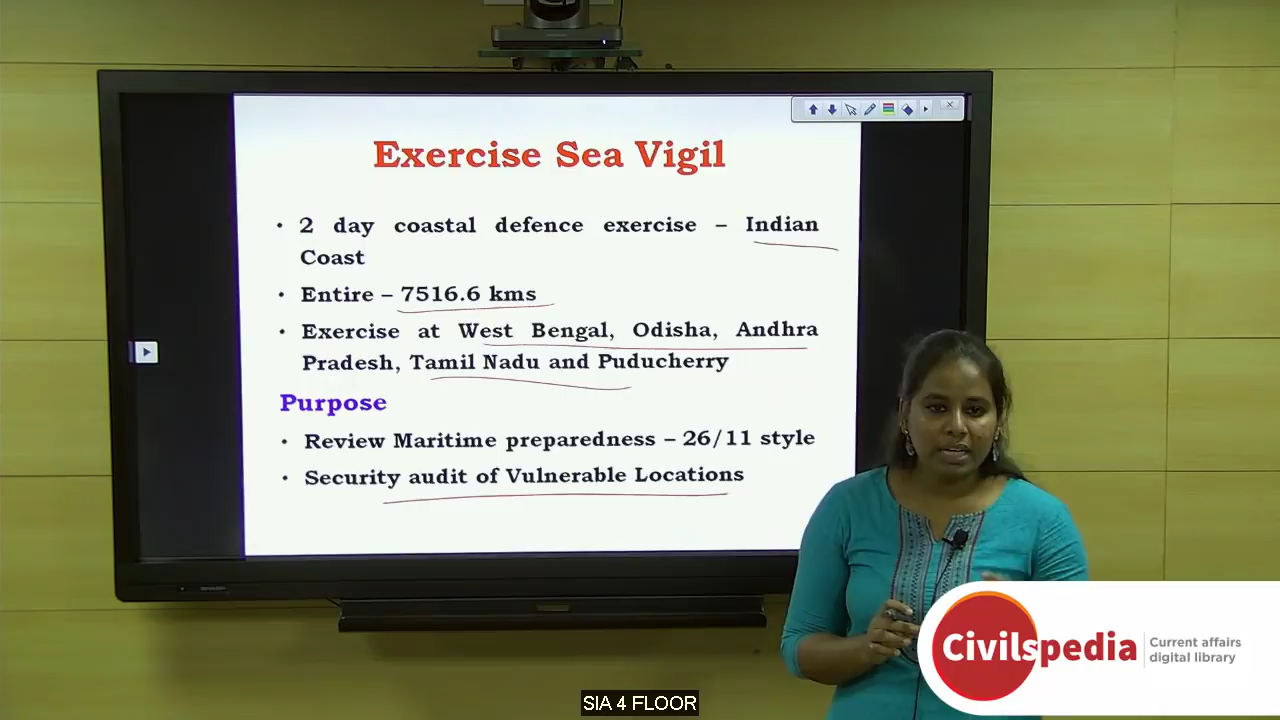 Exercise Sea Vigil
• 2 day coastal defence exercise – Indian
Coast
• Entire – 7516.6 kms
• Exercise at West Bengal, Odisha, Andhra
Pradesh, Tamil Nadu and Puducherry
Purpose
• Review Maritime preparedness – 26/11 style
• Security audit of Vulnerable Locations
Civilspedia
Current affairs
digital library
SIA 4 FLOOR